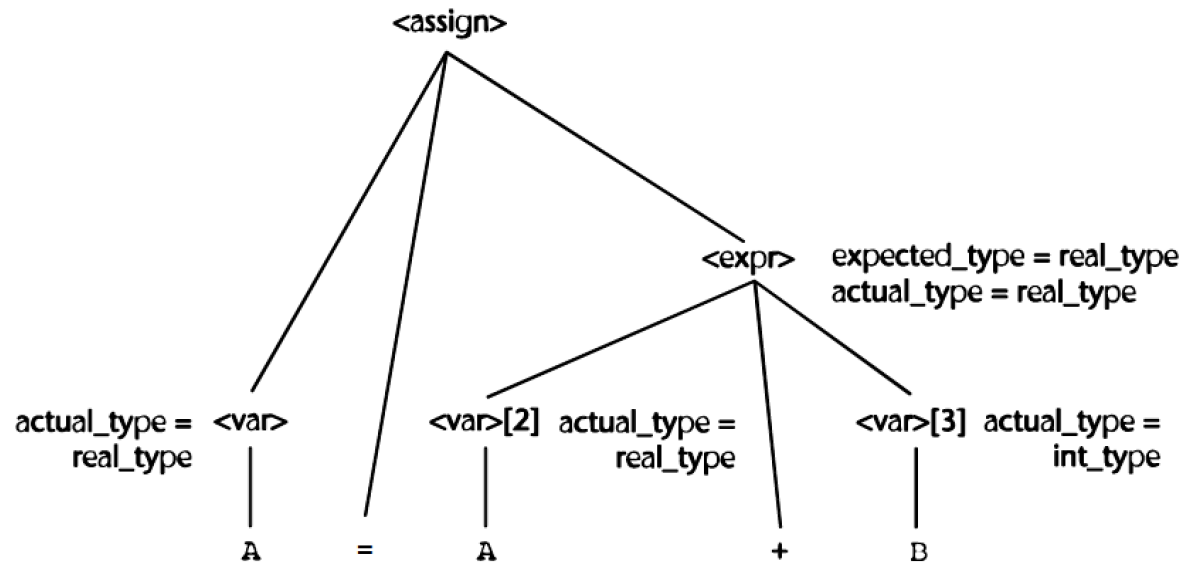 <assign>
<expr> expected_type = real_type
actual_type = real_type
actual_type = <var> <var>[2] actual_type = <var>[3] actual_type =
real_type real_type int_type
A = A + B